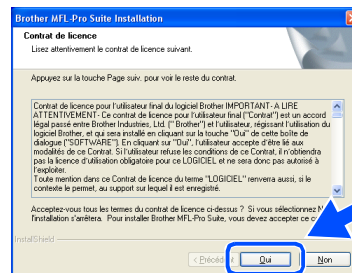 Brother MFL-Pro Suite Installation
Contrat de licence
Lisez attentivement le contrat de licence suivant.
Appuyez sur la touche Page suiv. pour voir le reste du contrat.
Contrat de licence pour l'utilisateur final du logiciel Brother IMPORTANT - A LIRE
ATTENTIVEMENT - Ce contrat de licence pour l'utilisateur final ("Contrat") est un accord
légal passé entre Brother Industries, Ltd. ("Brother") et l'utilisateur, régissant l'utilisation du
logiciel Brother, et qui sera installé en cliquant sur la touche "Oui" de cette boîte de
dialogue ("SOFTWARE"). En cliquant sur "Oui", l'utilisateur accepte d'être lié aux
modalités de ce Contrat. Si l'utilisateur refuse les conditions de ce Contrat, il n'obtiendra
pas la licence d'utilisation obligatoire pour ce LOGICIEL et ne sera donc pas autorisé à
l'exploiter.
Toute mention dans ce Contrat de licence du terme "LOGICIEL" renverra aussi, si le
contexte le permet, au support sur lequel il est enregistré.
Acceptez-vous tous les termes du contrat de licence ci-dessus ? Si vous sélectionnez N
l'installation s'arrêtera. Pour installer Brother MFL-Pro Suite, vous devez accepter ce co
InstallShield
< Précédent Oui Non